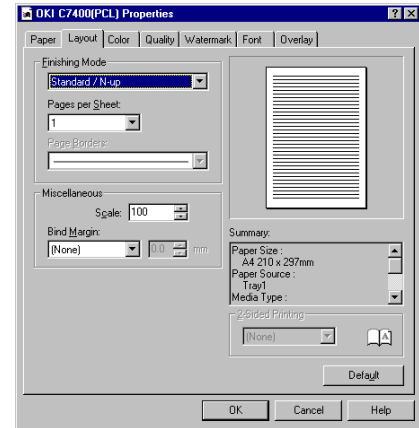 OKI C7400(PCL) Properties
Paper Layout Color Quality Watermark Font Overlay
Finishing Mode
Standard / N-up
Pages per Sheet:
1
Page Borders:
Miscellaneous
Scale: 100
Bind Margin:
(None) 0.0 mm
Summary:
Paper Size :
A4 210 x 297mm
Paper Source :
Tray1
Media Type :
2-Sided Printing
(None)
A
Default
OK Cancel Help